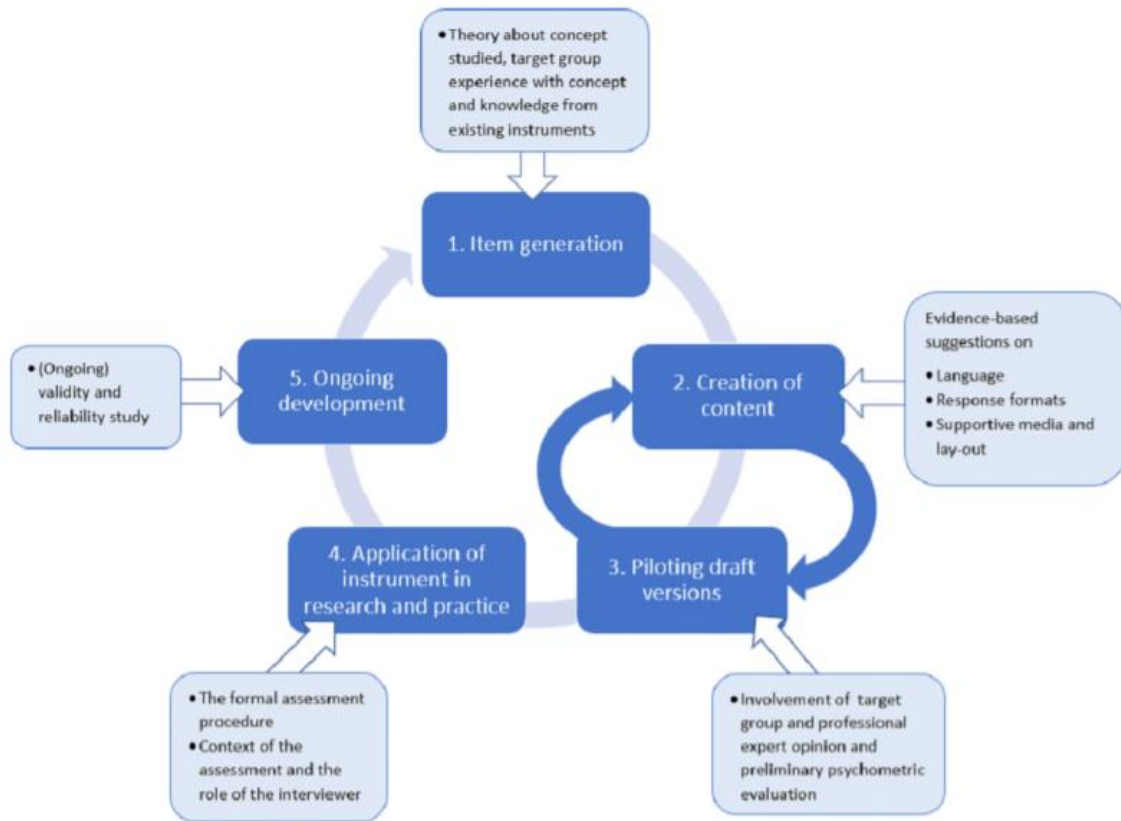 • Theory about concept
studied, target group
experience with concept
and knowledge from
existing instruments
1. Item generation
Evidence-based
suggestions on
• Language
• Response formats
• Supportive media and
lay-out
2. Creation of
content
3. Piloting draft
versions
• Involvement of target
group and professional
expert opinion and
preliminary psychometric
evaluation
4. Application of
instrument in
research and practice
• The formal assessment
procedure
• Context of the
assessment and the
role of the interviewer
5. Ongoing
development
• (Ongoing)
validity and
reliability study